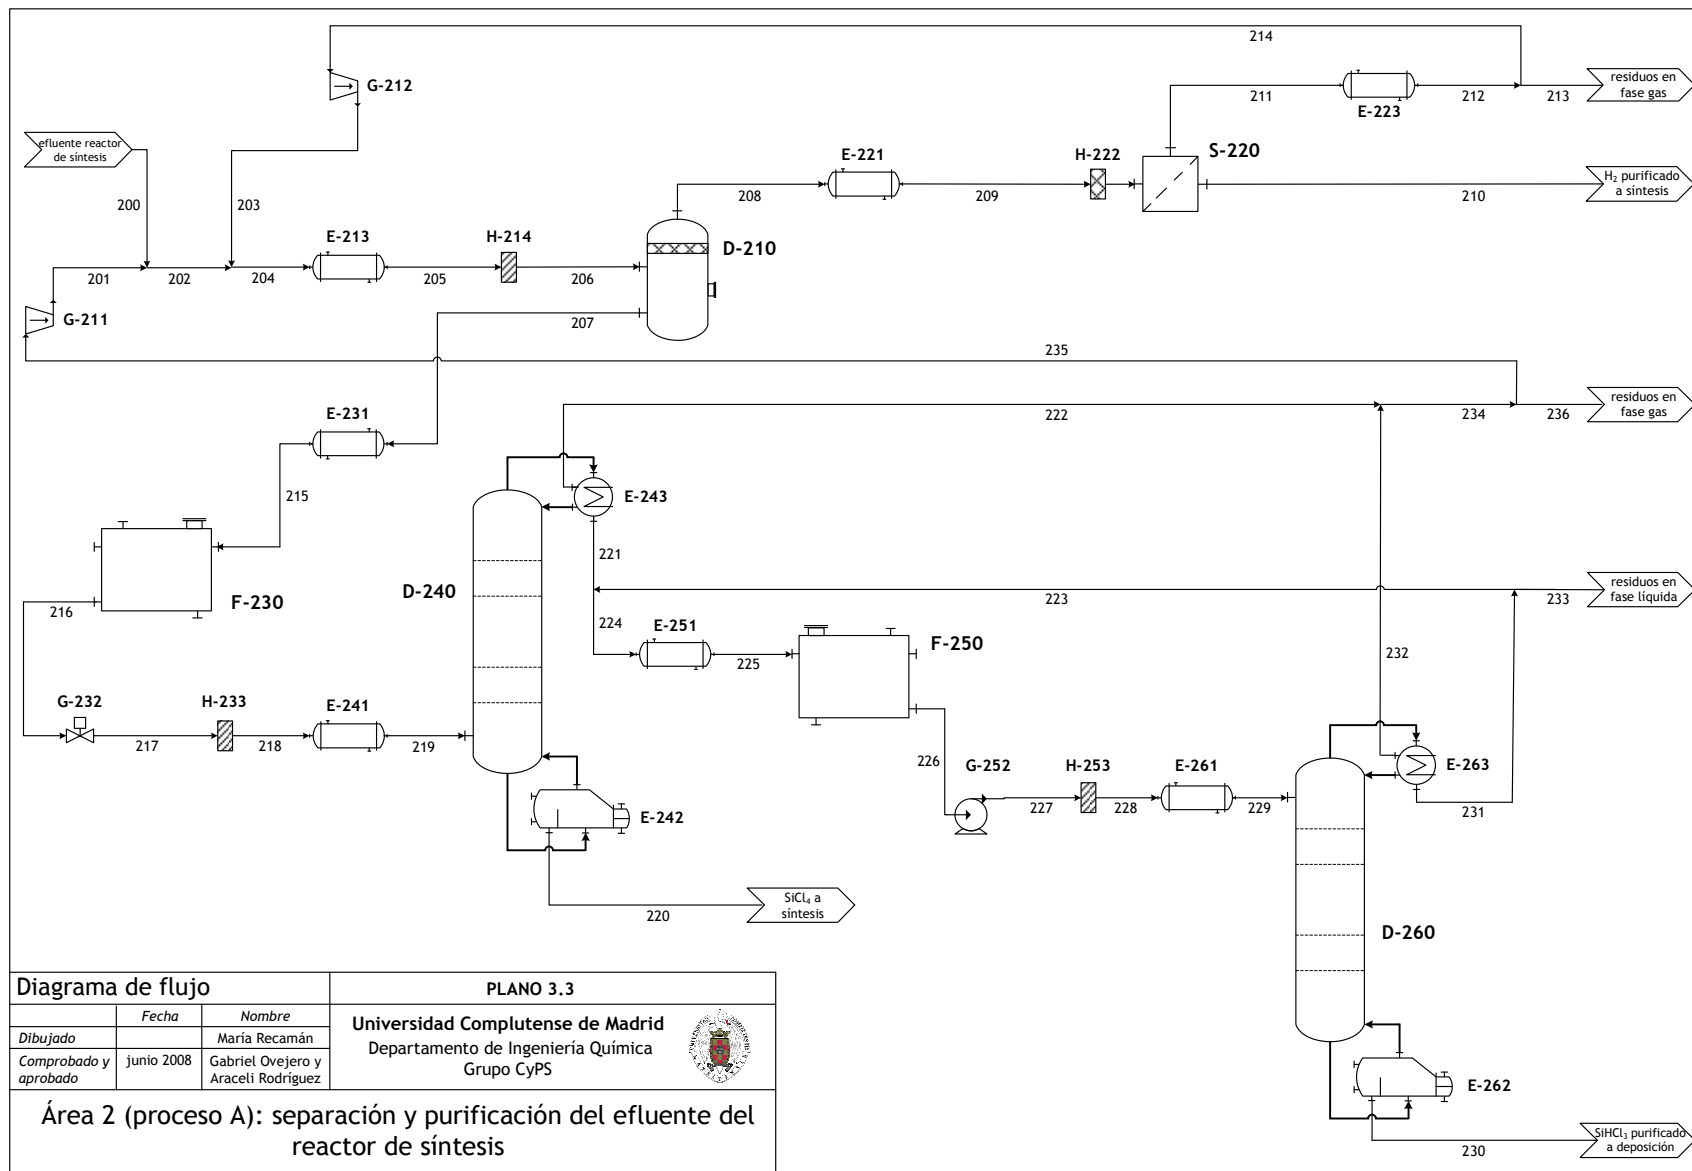 214
G-212
211
E-223
212
213
residuos en
fase gas
efluente reactor
de síntesis
E-221
H-222
S-220
200
203
208
209
210
H₂ purificado
a síntesis
E-213
H-214
D-210
201
202
204
205
206
G-211
207
235
E-231
222
234
236
residuos en
fase gas
215
E-243
221
F-230
216
D-240
223
233
residuos en
fase líquida
224
E-251
225
F-250
232
G-232
H-233
E-241
217
218
219
226
G-252
H-253
E-261
E-263
227
228
229
231
E-242
220
SiCl₄ a
síntesis
D-260
E-262
230
SiHCl₃ purificado
a deposición
Diagrama de flujo
PLANO 3.3
Fecha
Nombre
Dibujado
María Recamán
Comprobado y
aprobado
junio 2008
Gabriel Ovejero y
Araceli Rodríguez
Universidad Complutense de Madrid
Departamento de Ingeniería Química
Grupo CyPS
Área 2 (proceso A): separación y purificación del efluente del
reactor de síntesis